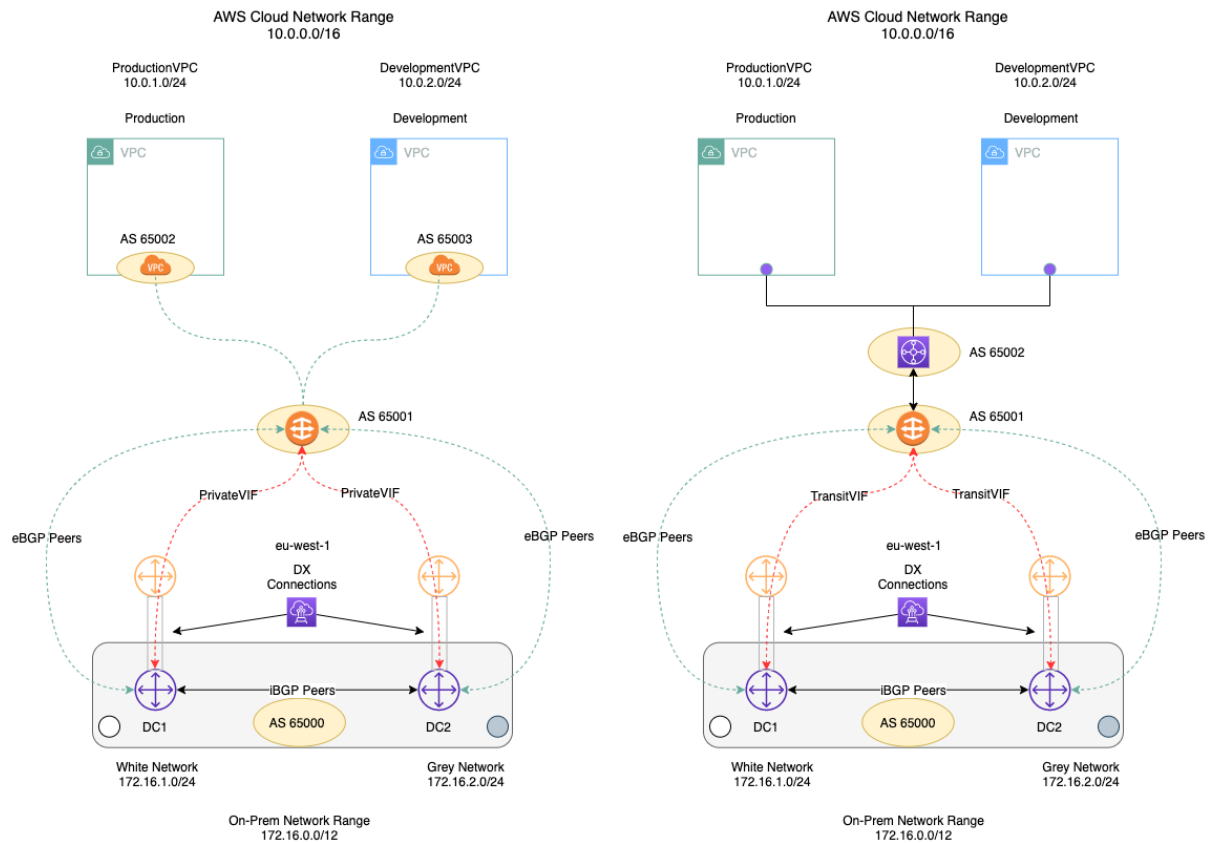 AWS Cloud Network Range
10.0.0.0/16
ProductionVPC
10.0.1.0/24
DevelopmentVPC
10.0.2.0/24
Production
Development
VPC
VPC
AS 65002
AS 65003
VPC
VPC
AS 65001
PrivateVIF
PrivateVIF
eBGP Peers
eBGP Peers
eu-west-1
DX
Connections
iBGP Peers
DC1
AS 65000
DC2
White Network
172.16.1.0/24
Grey Network
172.16.2.0/24
On-Prem Network Range
172.16.0.0/12
AWS Cloud Network Range
10.0.0.0/16
ProductionVPC
10.0.1.0/24
DevelopmentVPC
10.0.2.0/24
Production
Development
VPC
VPC
AS 65002
AS 65001
TransitVIF
TransitVIF
eBGP Peers
eBGP Peers
eu-west-1
DX
Connections
iBGP Peers
DC1
AS 65000
DC2
White Network
172.16.1.0/24
Grey Network
172.16.2.0/24
On-Prem Network Range
172.16.0.0/12